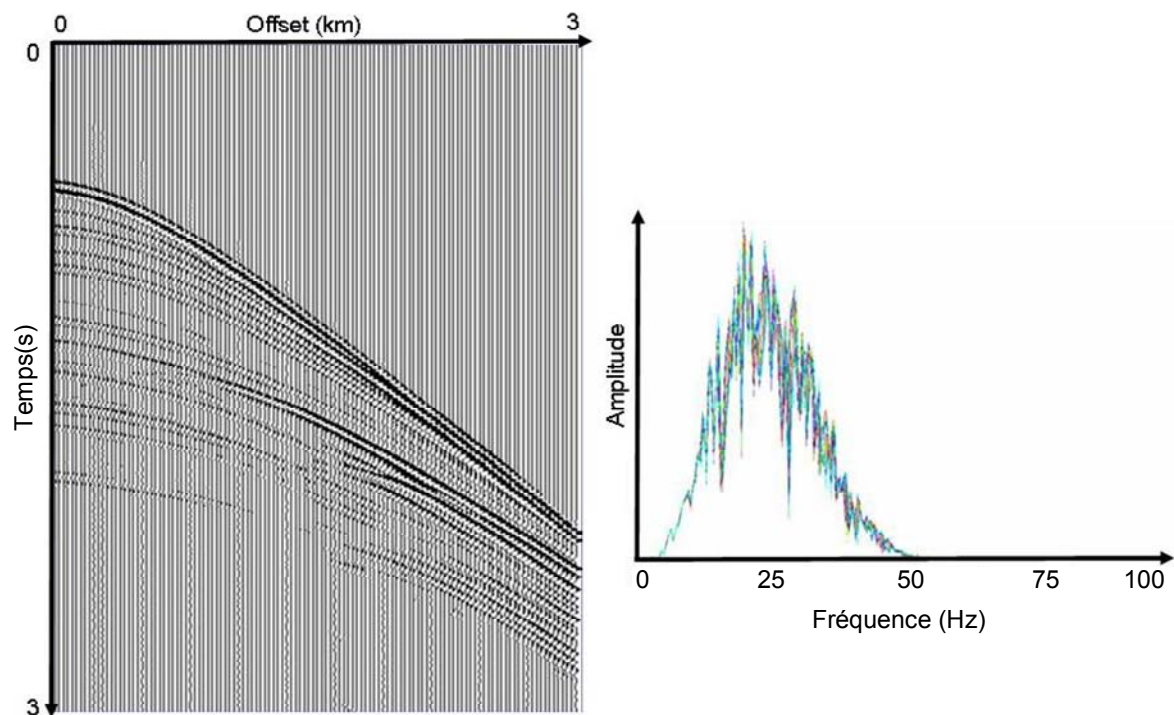 0 Offset (km) 3
0
Temps(s)
3
Amplitude
0 25 50 75 100
Fréquence (Hz)